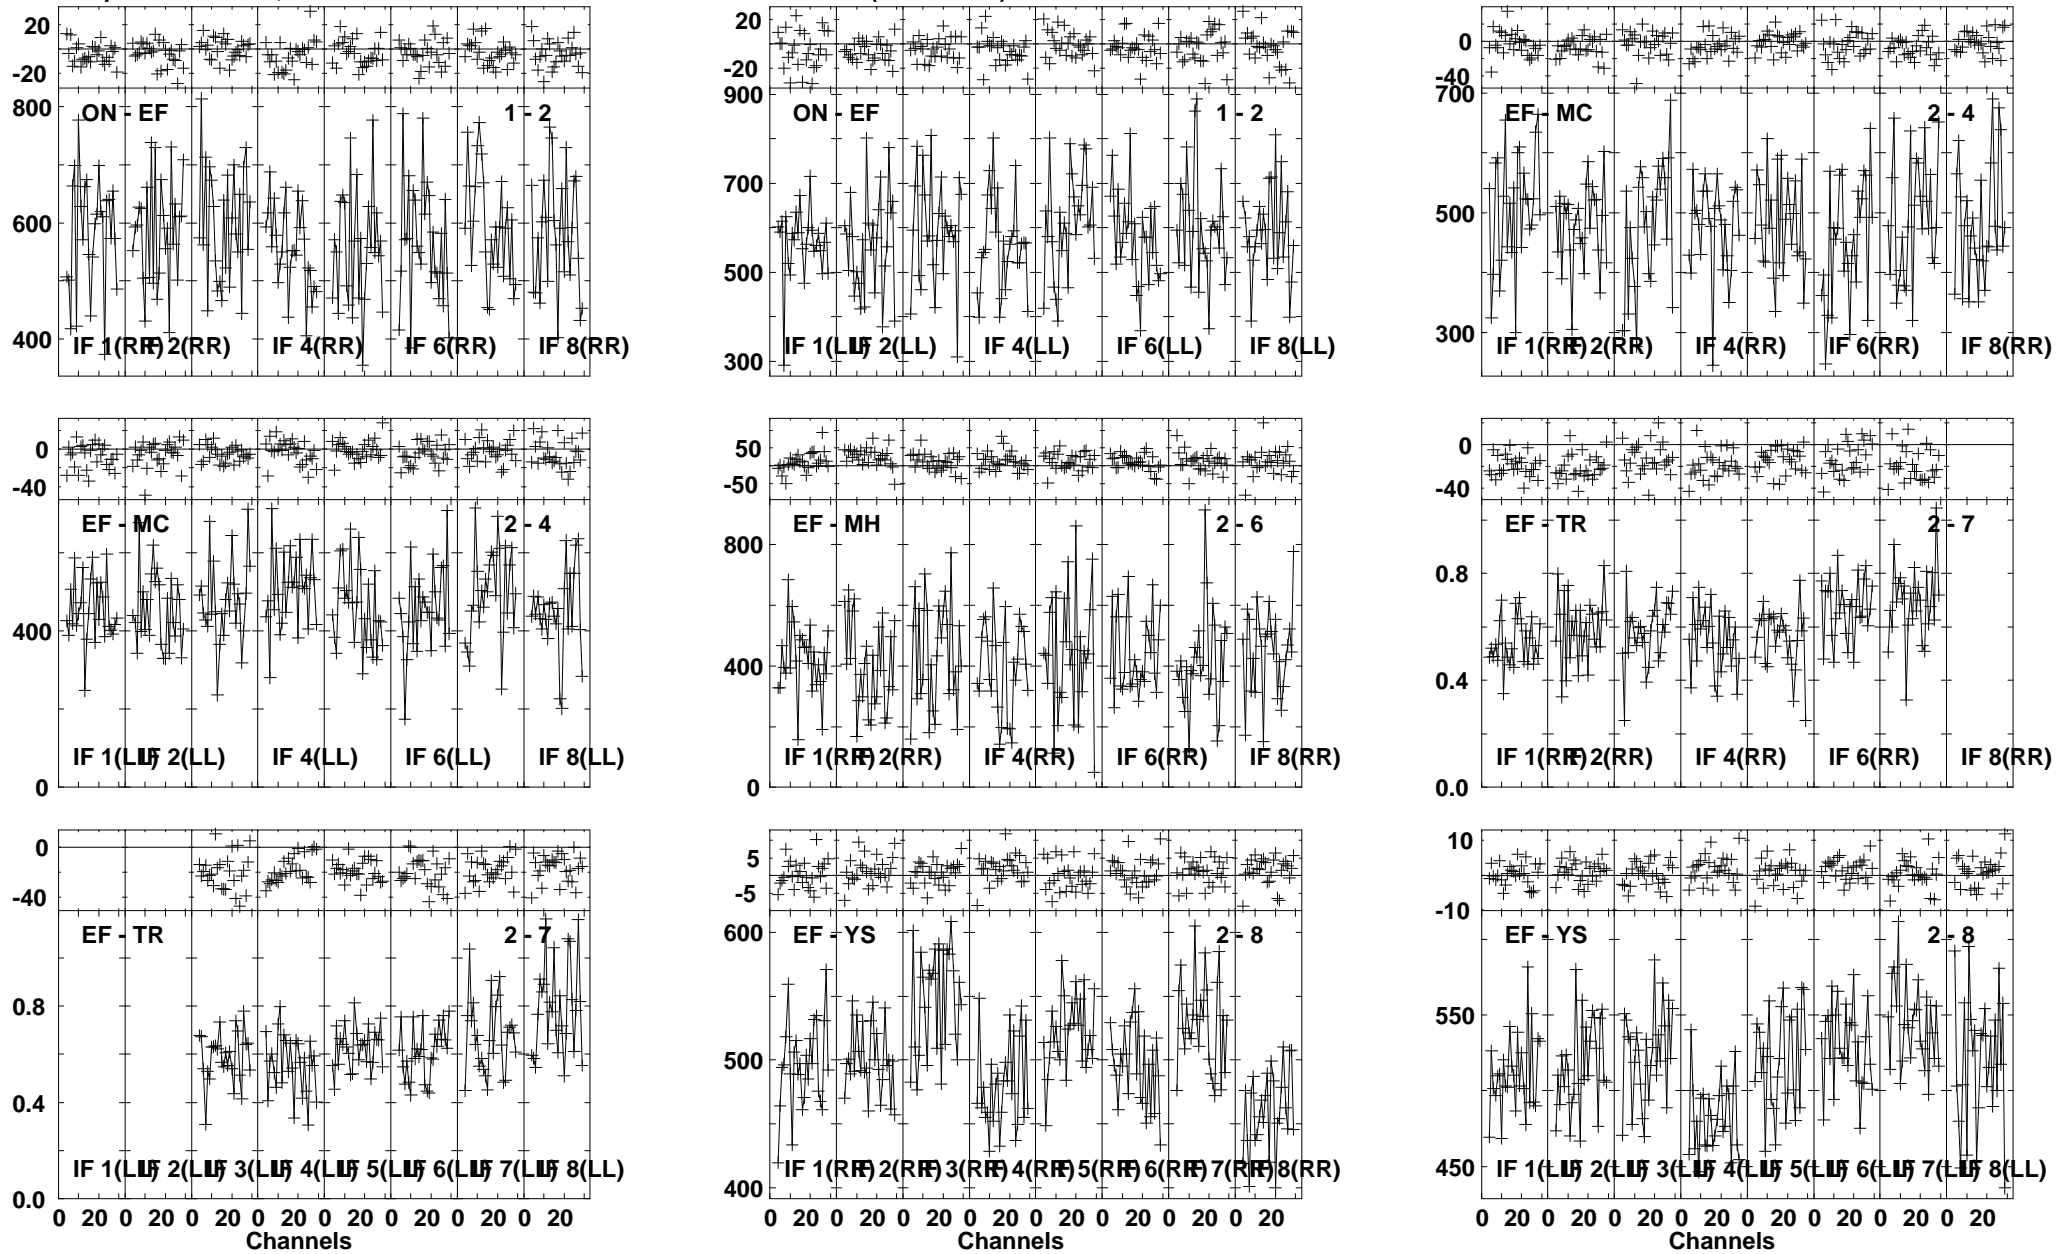 20
-20
800
600
400
ON - EF
1 - 2
IF 1(RR) IF 2(RR) IF 4(RR) IF 6(RR) IF 8(RR)
20
-20
900
700
500
300
ON - EF
1 - 2
IF 1(LL) IF 2(LL) IF 4(LL) IF 6(LL) IF 8(LL)
0
-40
700
500
300
EF - MC
2 - 4
IF 1(RR) IF 2(RR) IF 4(RR) IF 6(RR) IF 8(RR)
0
-40
400
0
EF - MC
2 - 4
IF 1(LL) IF 2(LL) IF 4(LL) IF 6(LL) IF 8(LL)
50
-50
800
400
0
EF - MH
2 - 6
IF 1(RR) IF 2(RR) IF 4(RR) IF 6(RR) IF 8(RR)
0
-40
0.8
0.4
0.0
EF - TR
2 - 7
IF 1(RR) IF 2(RR) IF 4(RR) IF 6(RR) IF 8(RR)
0
-40
0.8
0.4
0.0
EF - TR
2 - 7
IF 1(LL) IF 2(LL) IF 3(LL) IF 4(LL) IF 5(LL) IF 6(LL) IF 7(LL) IF 8(LL)
0 20 0 20 0 20 0 20 0 20 0 20 0 20 0 20
Channels
5
-5
600
500
400
EF - YS
2 - 8
IF 1(RR) IF 2(RR) IF 3(RR) IF 4(RR) IF 5(RR) IF 6(RR) IF 7(RR) IF 8(RR)
0 20 0 20 0 20 0 20 0 20 0 20 0 20 0 20
Channels
10
-10
550
450
EF - YS
2 - 8
IF 1(LL) IF 2(LL) IF 3(LL) IF 4(LL) IF 5(LL) IF 6(LL) IF 7(LL) IF 8(LL)
0 20 0 20 0 20 0 20 0 20 0 20 0 20 0 20
Channels